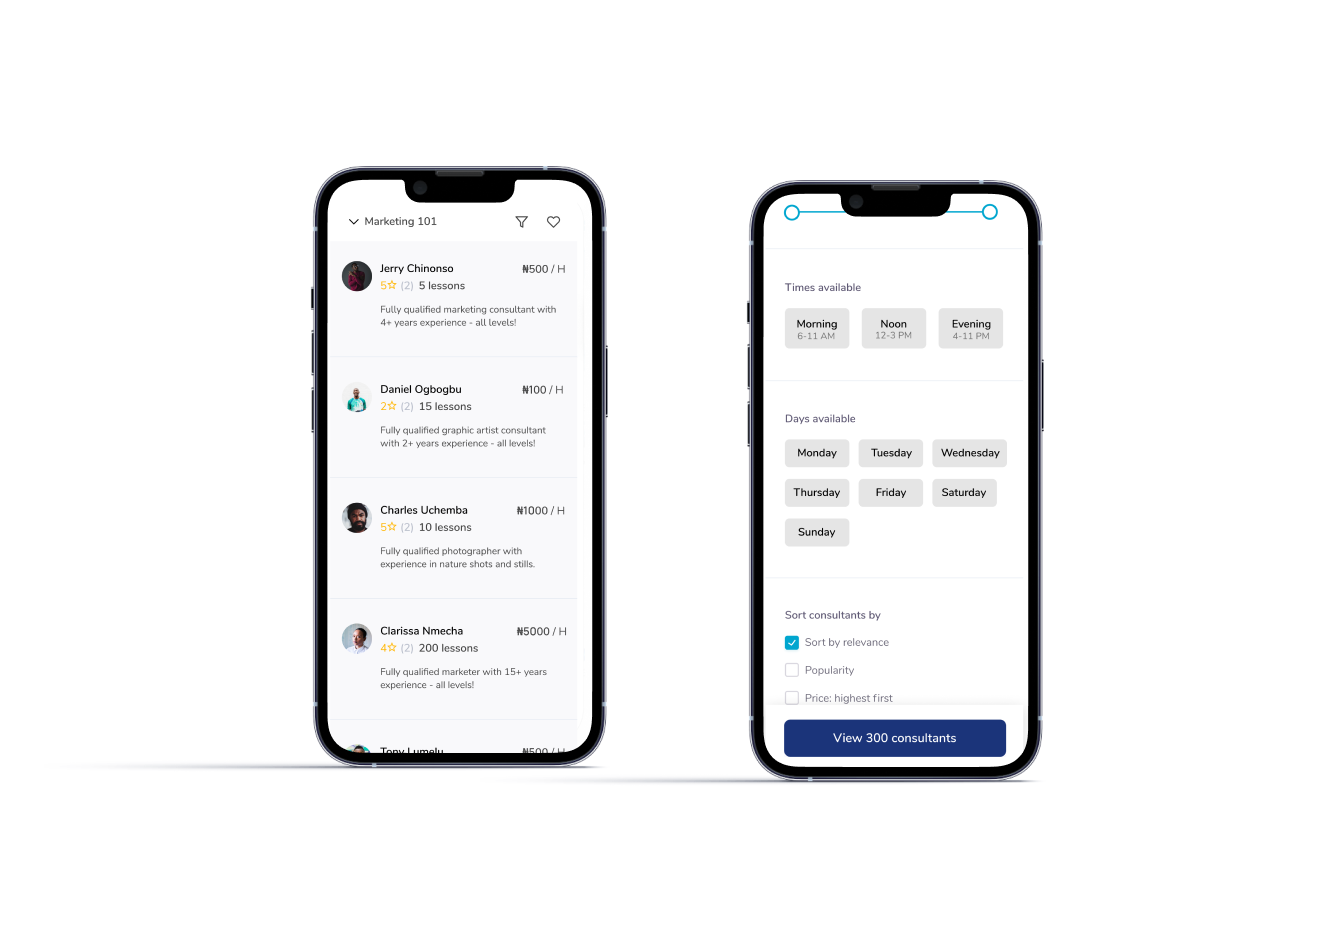 Marketing 101
Jerry Chinonso
₦500 / H
5☆ (2) 5 lessons
Fully qualified marketing consultant with
4+ years experience - all levels!
Daniel Ogbogbu
₦100 / H
2☆ (2) 15 lessons
Fully qualified graphic artist consultant
with 2+ years experience - all levels!
Charles Uchemba
₦1000 / H
5☆ (2) 10 lessons
Fully qualified photographer with
experience in nature shots and stills.
Clarissa Nmecha
₦5000 / H
4☆ (2) 200 lessons
Fully qualified marketer with 15+ years
experience - all levels!
Tony Lumelu
₦500 / H
Times available
Morning
6-11 AM
Noon
12-3 PM
Evening
4-11 PM
Days available
Monday
Tuesday
Wednesday
Thursday
Friday
Saturday
Sunday
Sort consultants by
Sort by relevance
Popularity
Price: highest first
View 300 consultants